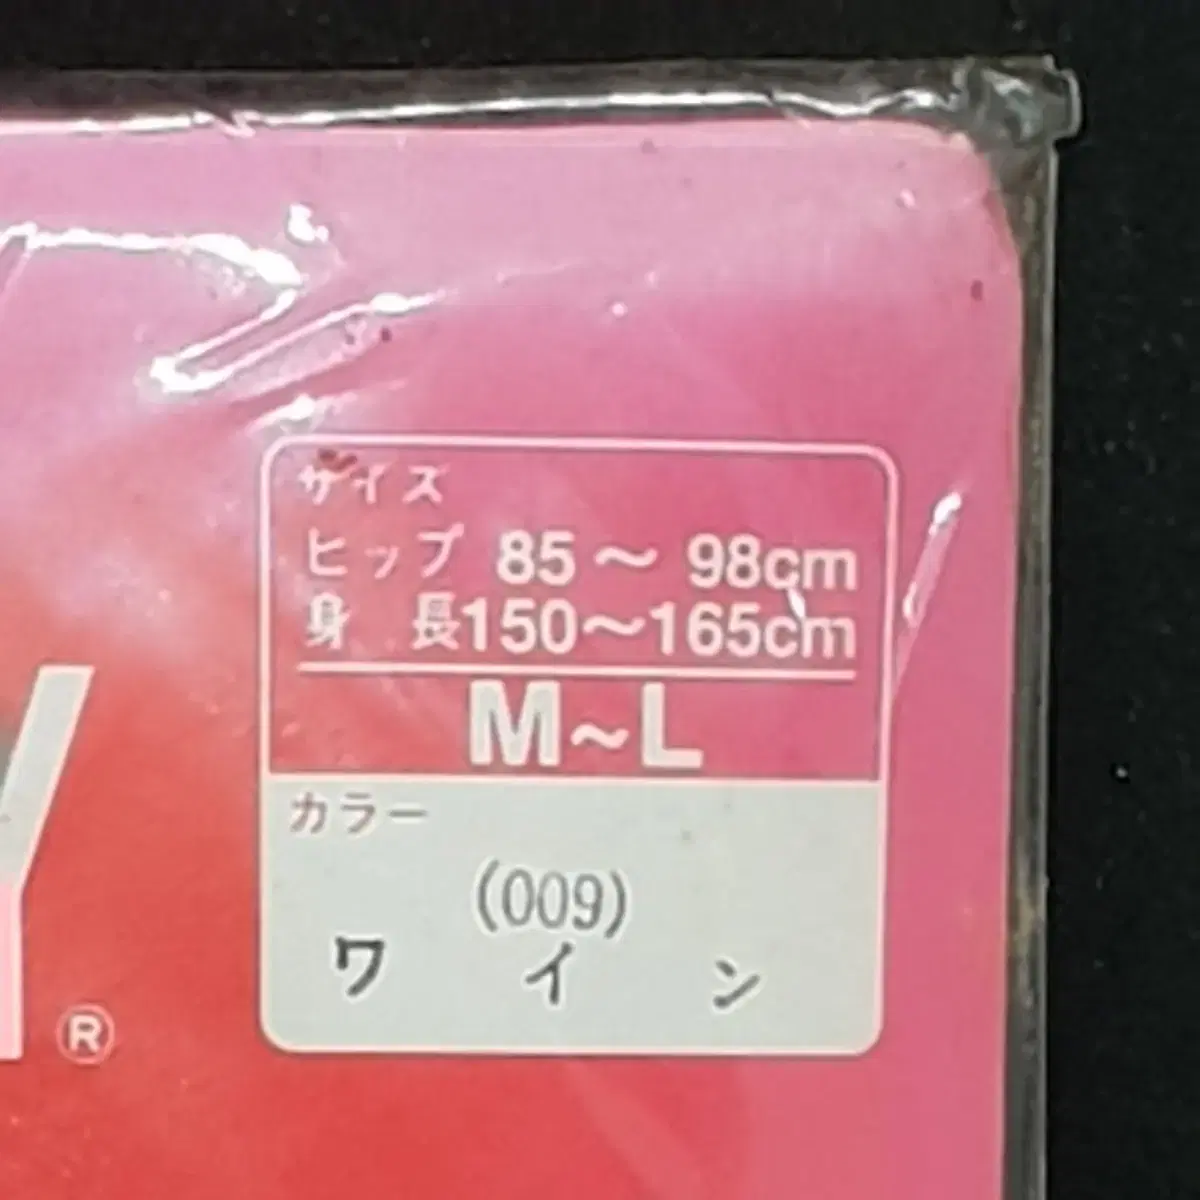 サイズ
ヒップ 85～98cm
身長150～165cm
M～L
カラー
(009)
ワイン
Y®